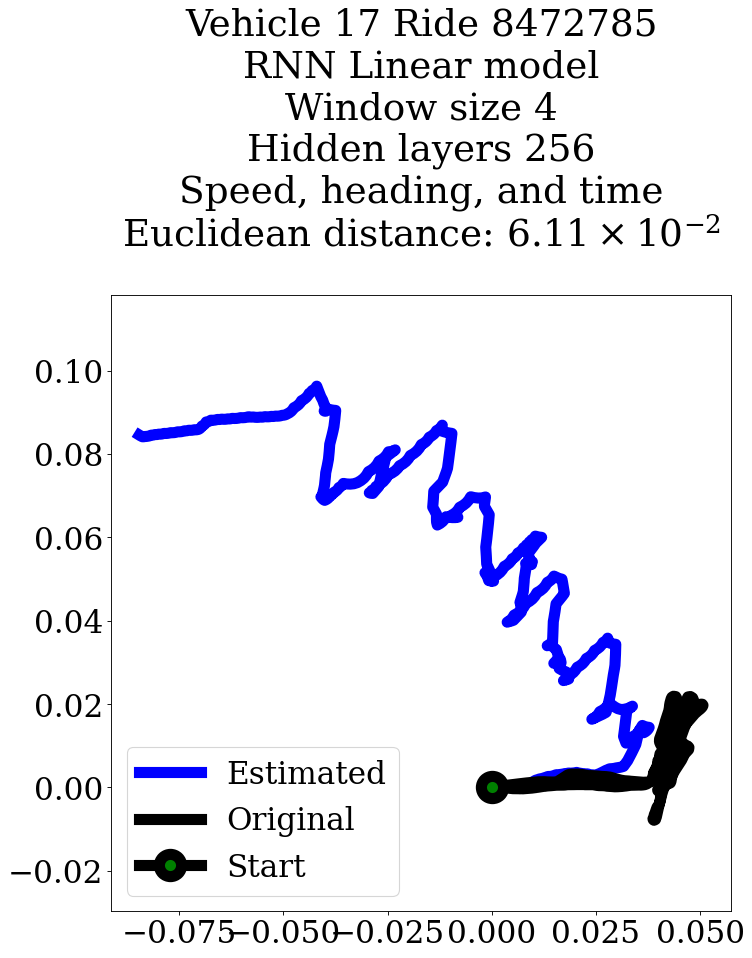 Vehicle 17 Ride 8472785
RNN Linear model
Window size 4
Hidden layers 256
Speed, heading, and time
Euclidean distance: 6.11 × 10⁻²
0.10
0.08
0.06
0.04
0.02
0.00
−0.02
Estimated
Original
Start
−0.075 −0.050 −0.025 0.000 0.025 0.050